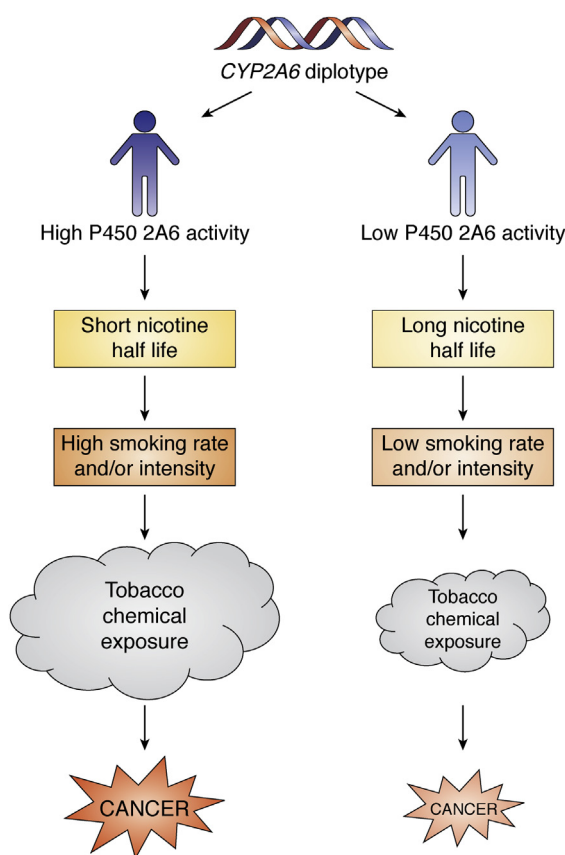 CYP2A6 diplotype
High P450 2A6 activity
Short nicotine
half life
High smoking rate
and/or intensity
Tobacco
chemical
exposure
CANCER
Low P450 2A6 activity
Long nicotine
half life
Low smoking rate
and/or intensity
Tobacco
chemical
exposure
CANCER